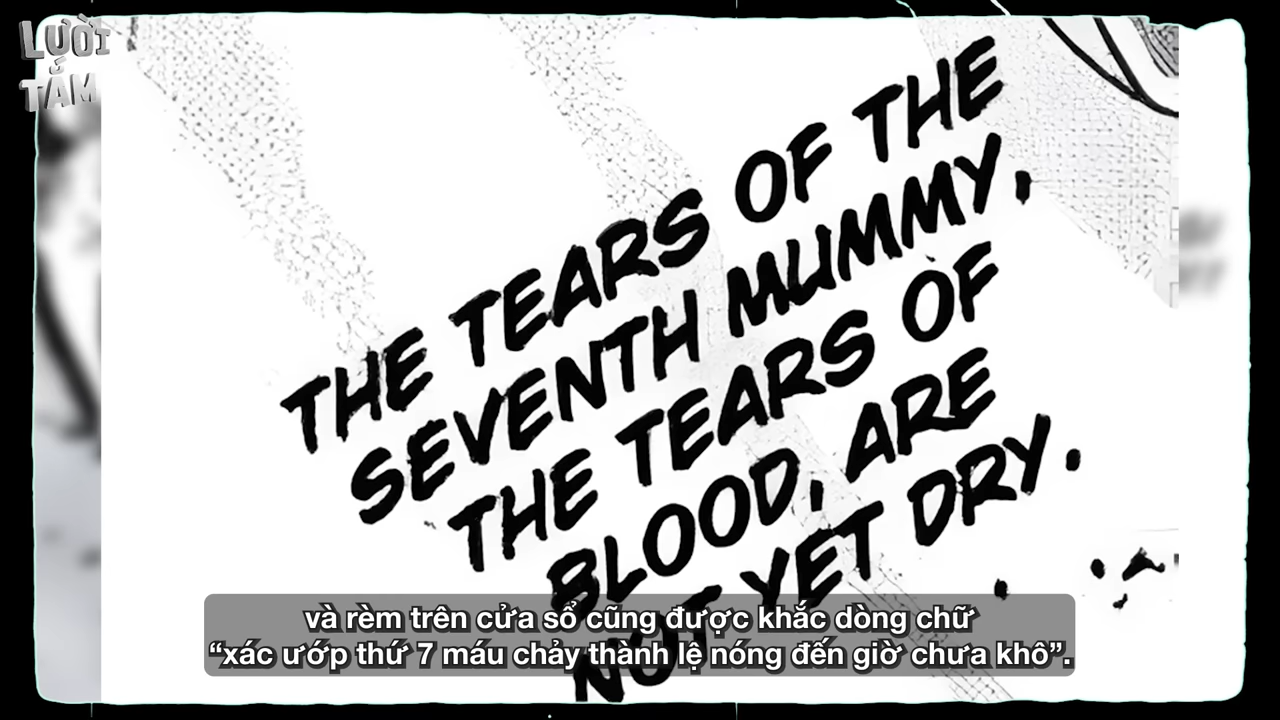 LƯỜI
TẮM
THE TEARS OF THE
SEVENTH MUMMY,
THE TEARS OF
BLOOD, ARE
NOT YET DRY.
và rèm trên cửa sổ cũng được khắc dòng chữ
“xác ướp thứ 7 máu chảy thành lệ nóng đến giờ chưa khô”.